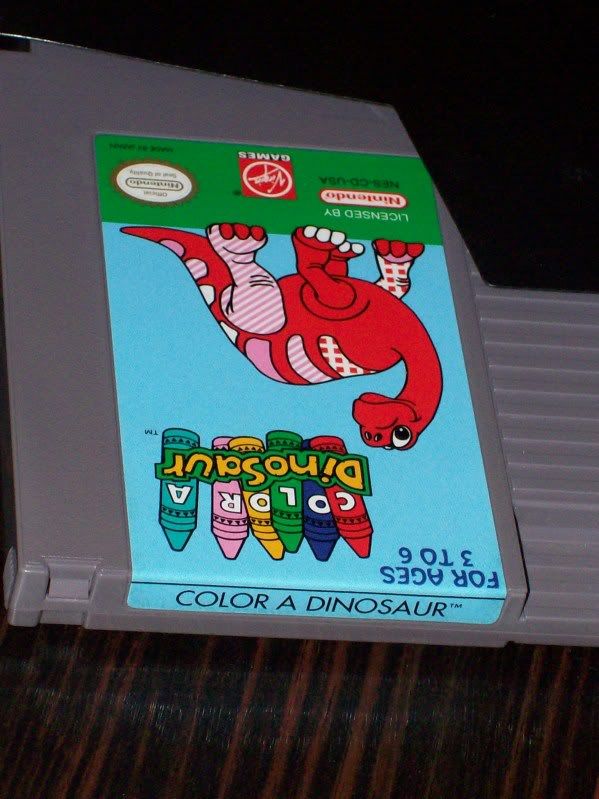 COLOR A DINOSAUR™
FOR AGES
3 TO 6
COLOR A
DinoSaur
TM
LICENSED BY
Nintendo
NES-CD-USA
Virgin
GAMES
®
Official
Nintendo
Seal of Quality
MADE IN JAPAN